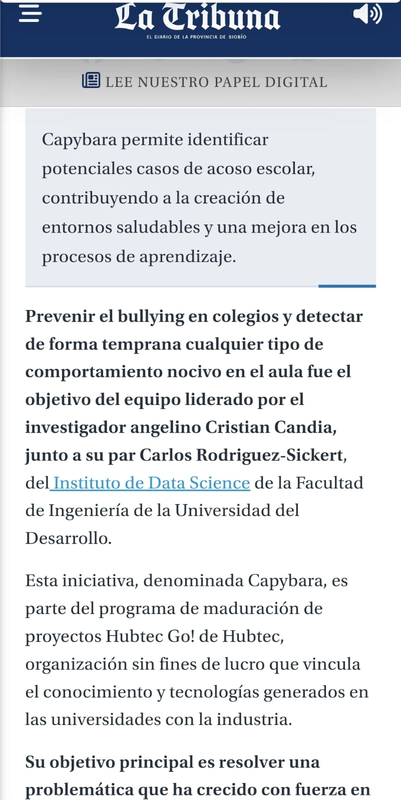 La Tribuna
EL DIARIO DE LA PROVINCIA DE BIOBÍO
LEE NUESTRO PAPEL DIGITAL
Capybara permite identificar
potenciales casos de acoso escolar,
contribuyendo a la creación de
entornos saludables y una mejora en los
procesos de aprendizaje.
Prevenir el bullying en colegios y detectar
de forma temprana cualquier tipo de
comportamiento nocivo en el aula fue el
objetivo del equipo liderado por el
investigador angelino Cristian Candia,
junto a su par Carlos Rodriguez-Sickert,
del Instituto de Data Science de la Facultad
de Ingeniería de la Universidad del
Desarrollo.
Esta iniciativa, denominada Capybara, es
parte del programa de maduración de
proyectos Hubtec Go! de Hubtec,
organización sin fines de lucro que vincula
el conocimiento y tecnologías generados en
las universidades con la industria.
Su objetivo principal es resolver una
problemática que ha crecido con fuerza en